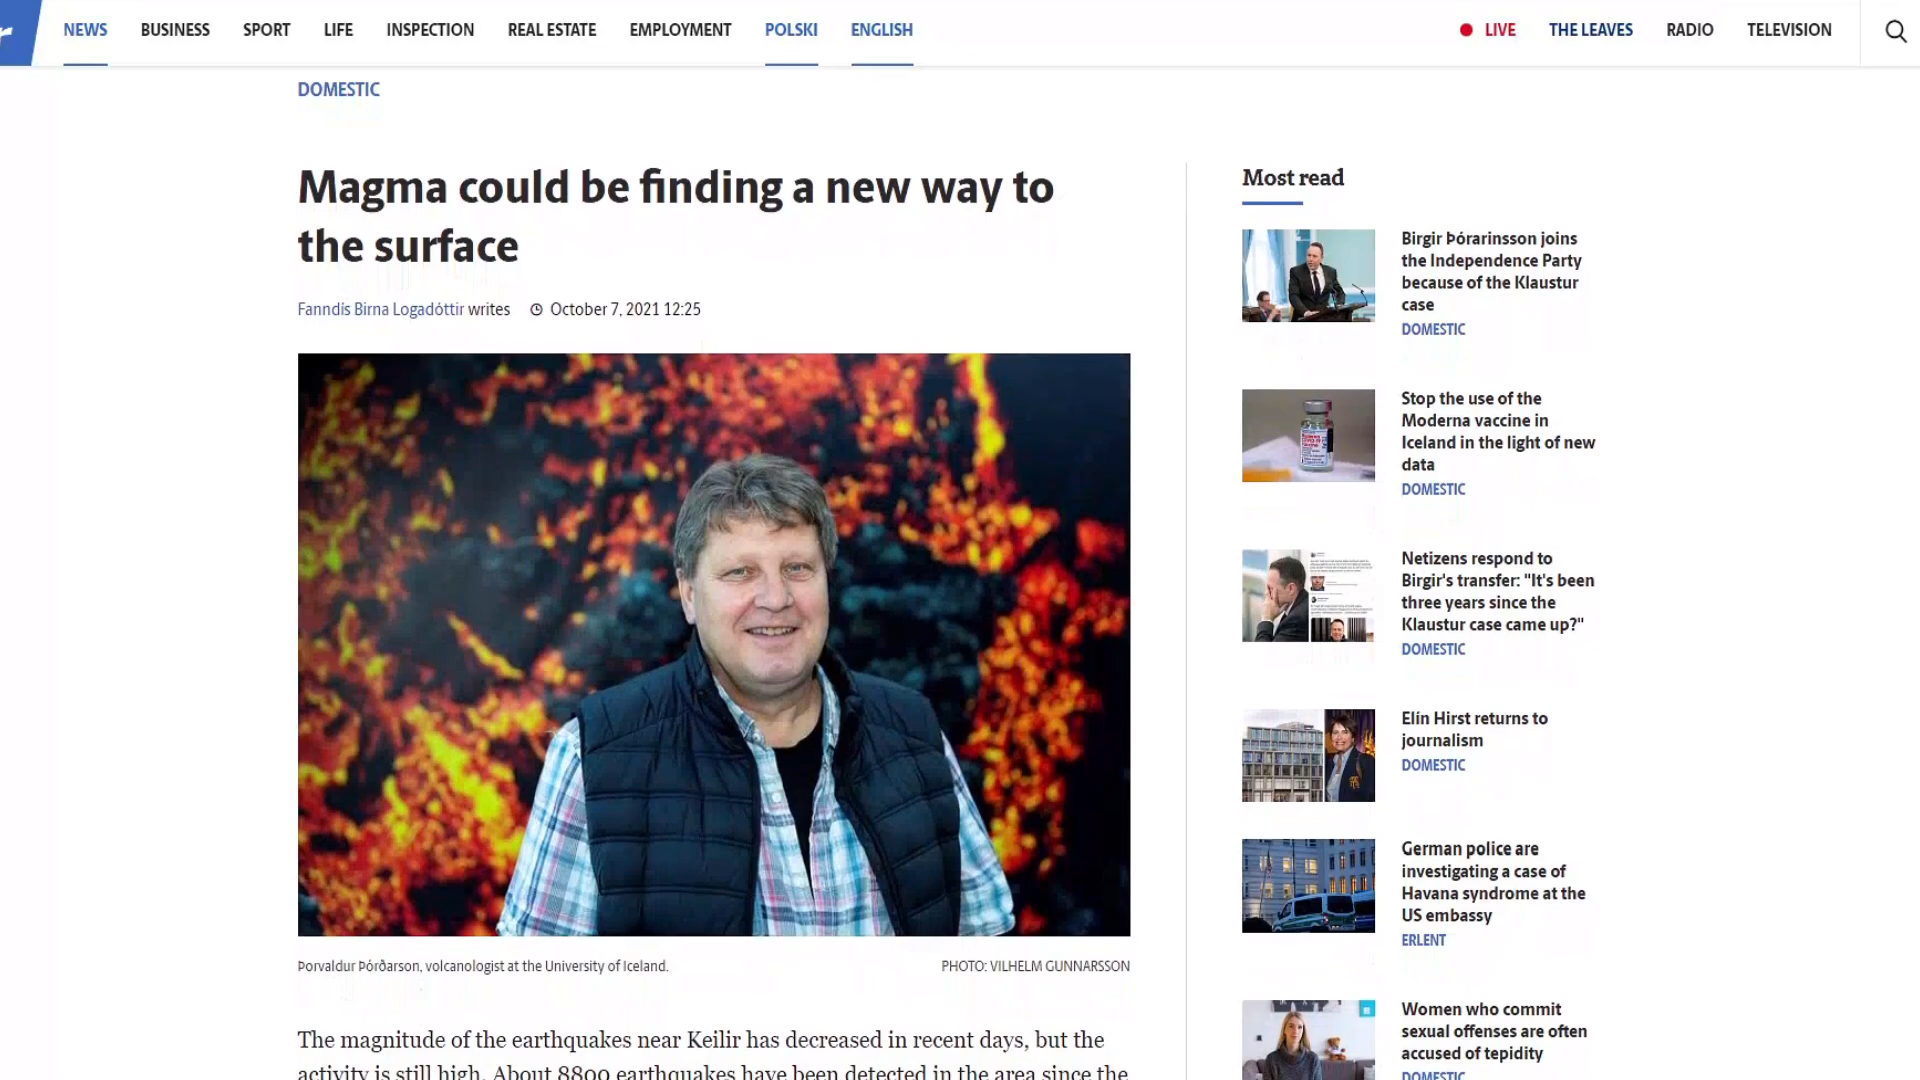 NEWS BUSINESS SPORT LIFE INSPECTION REAL ESTATE EMPLOYMENT POLSKI ENGLISH LIVE THE LEAVES RADIO TELEVISION
DOMESTIC
Magma could be finding a new way to
the surface
Fanndís Birna Logadóttir writes October 7, 2021 12:25
Þorvaldur Þórðarson, volcanologist at the University of Iceland. PHOTO: VILHELM GUNNARSSON
The magnitude of the earthquakes near Keilir has decreased in recent days, but the
activity is still high. About 8800 earthquakes have been detected in the area since the
Most read
Birgir Þórarinsson joins
the Independence Party
because of the Klaustur
case
DOMESTIC
Stop the use of the
Moderna vaccine in
Iceland in the light of new
data
DOMESTIC
Netizens respond to
Birgir's transfer: "It's been
three years since the
Klaustur case came up?"
DOMESTIC
Elín Hirst returns to
journalism
DOMESTIC
German police are
investigating a case of
Havana syndrome at the
US embassy
ERLENT
Women who commit
sexual offenses are often
accused of tepidity
DOMESTIC